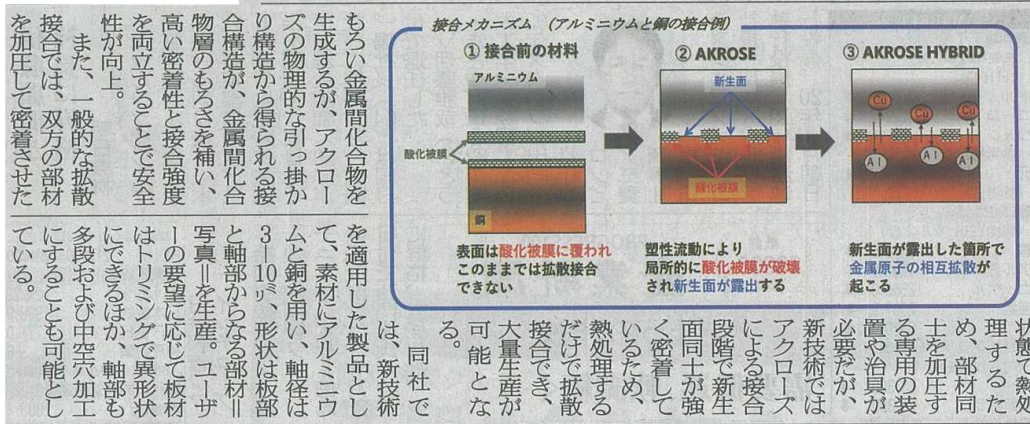 接合メカニズム （アルミニウムと銅の接合例）
① 接合前の材料
アルミニウム
酸化被膜
銅
表面は酸化被膜に覆われ
このままでは拡散接合
できない
② AKROSE
新生面
酸化被膜
塑性流動により
局所的に酸化被膜が破壊
され新生面が露出する
③ AKROSE HYBRID
Cu
Cu
Cu
Al
Al
Al
新生面が露出した箇所で
金属原子の相互拡散が
起こる
もろい金属間化合物を
生成するが、アクロー
ズの物理的な引っ掛か
り構造から得られる接
合構造が、金属間化合
物層のもろさを補い、
高い密着性と接合強度
を両立することで安全
性が向上。
また、一般的な拡散
接合では、双方の部材
を加圧して密着させた
状態で熱処
理するた
め、部材同
士を加圧す
る専用の装
置や治具が
必要だが、
新技術では
アクローズ
による接合
段階で新生
面同士が強
く密着して
いるため、
熱処理する
だけで拡散
接合でき、
大量生産が
可能とな
る。
同社で
は、新技術
を適用した製品とし
て、素材にアルミニウ
ムと銅を用い、軸径は
3―10㍉、形状は板部
と軸部からなる部材＝
写真＝を生産。ユーザ
ーの要望に応じて板材
はトリミングで異形状
にできるほか、軸部も
多段および中空穴加工
にすることも可能とし
ている。